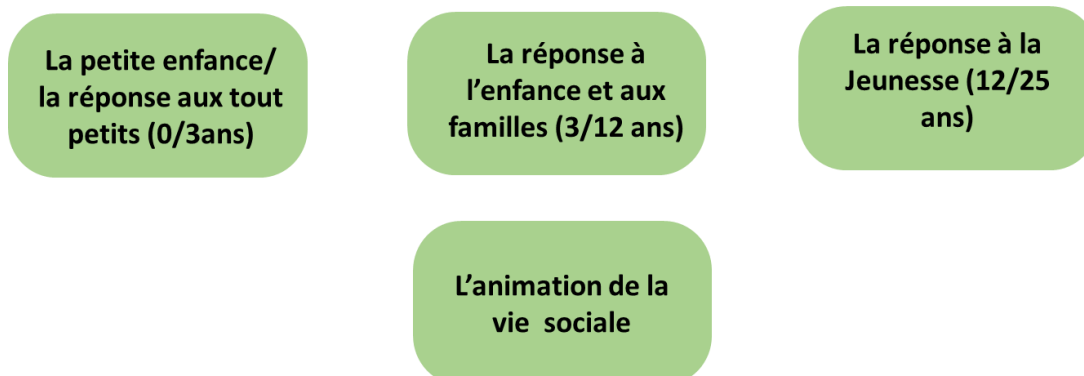 La petite enfance/
la réponse aux tout
petits (0/3ans)
La réponse à
l’enfance et aux
familles (3/12 ans)
La réponse à la
Jeunesse (12/25
ans)
L’animation de la
vie  sociale